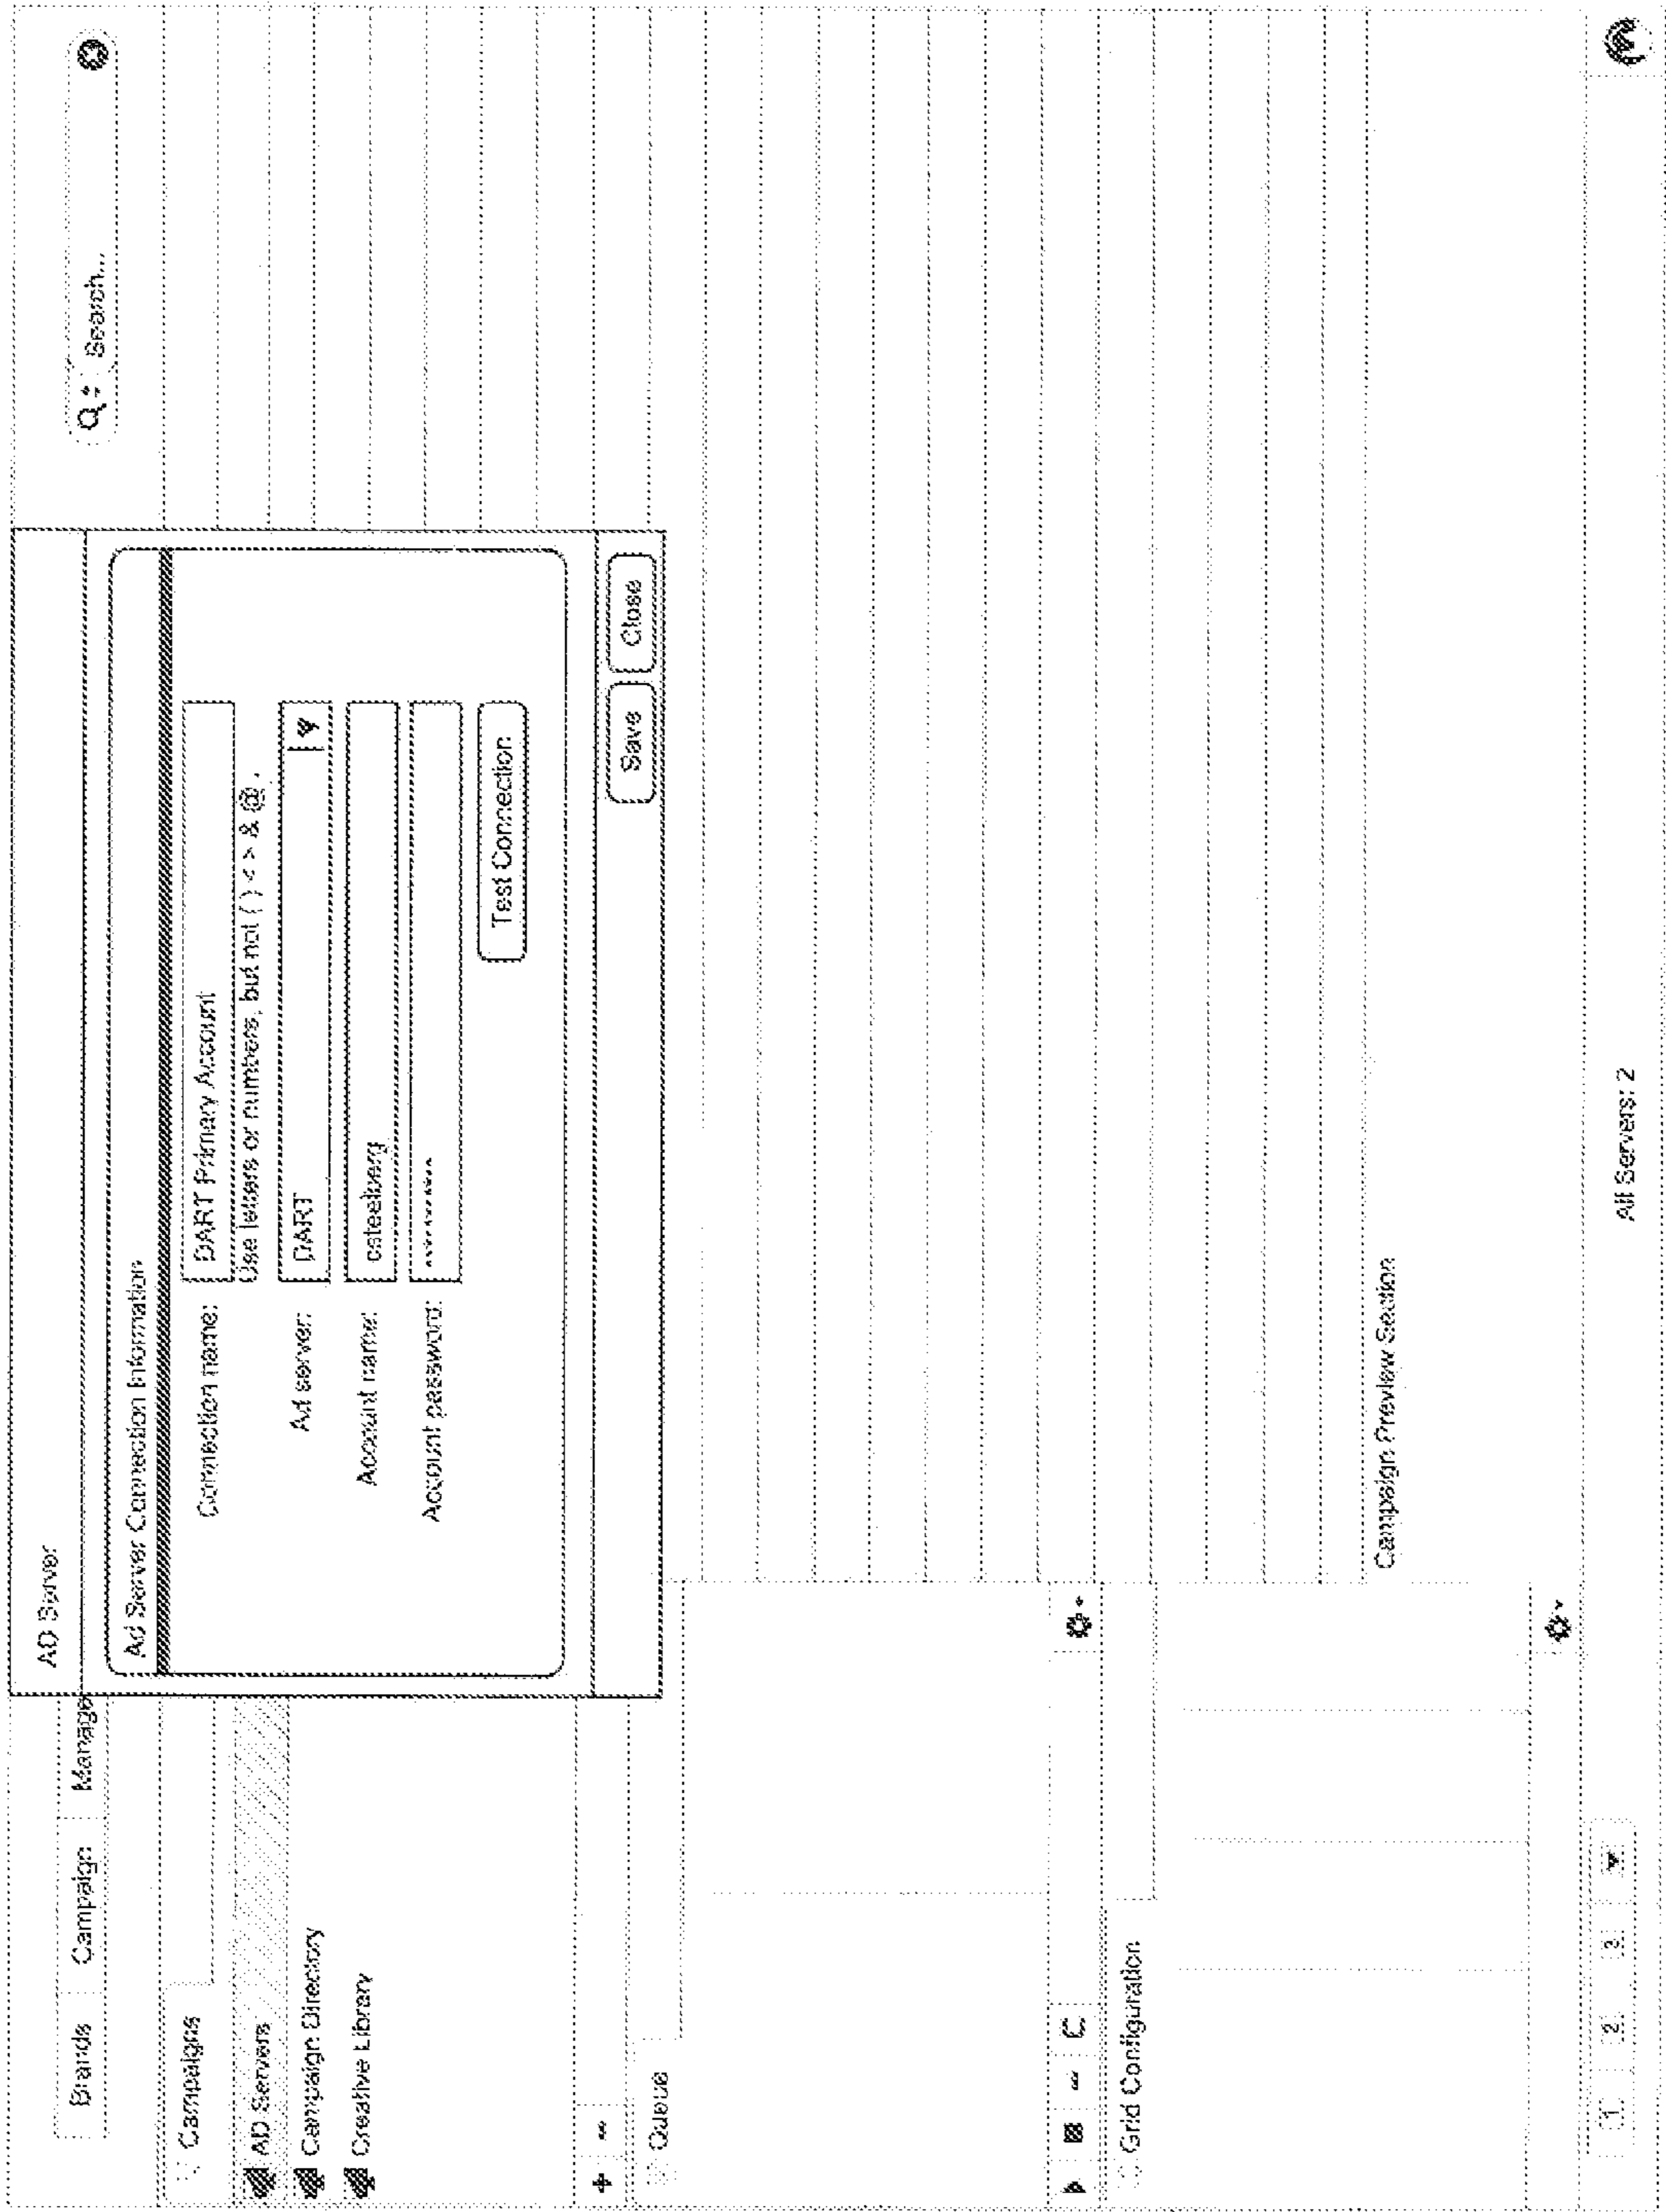 AD Server
Brands Campaign Manage
Search...
Ad Server Connection Information
Campaigns
Connection name: DART Primary Account
Use letters or numbers, but not ( ) < > & @ .
AD Servers
Ad server: DART
Campaign Directory
Account name: csteelberg
Creative Library
Account password: ..........
Test Connection
+ -
Save Close
Queue
Grid Configuration
Campaign Preview Section
1 2 3
All Servers: 2